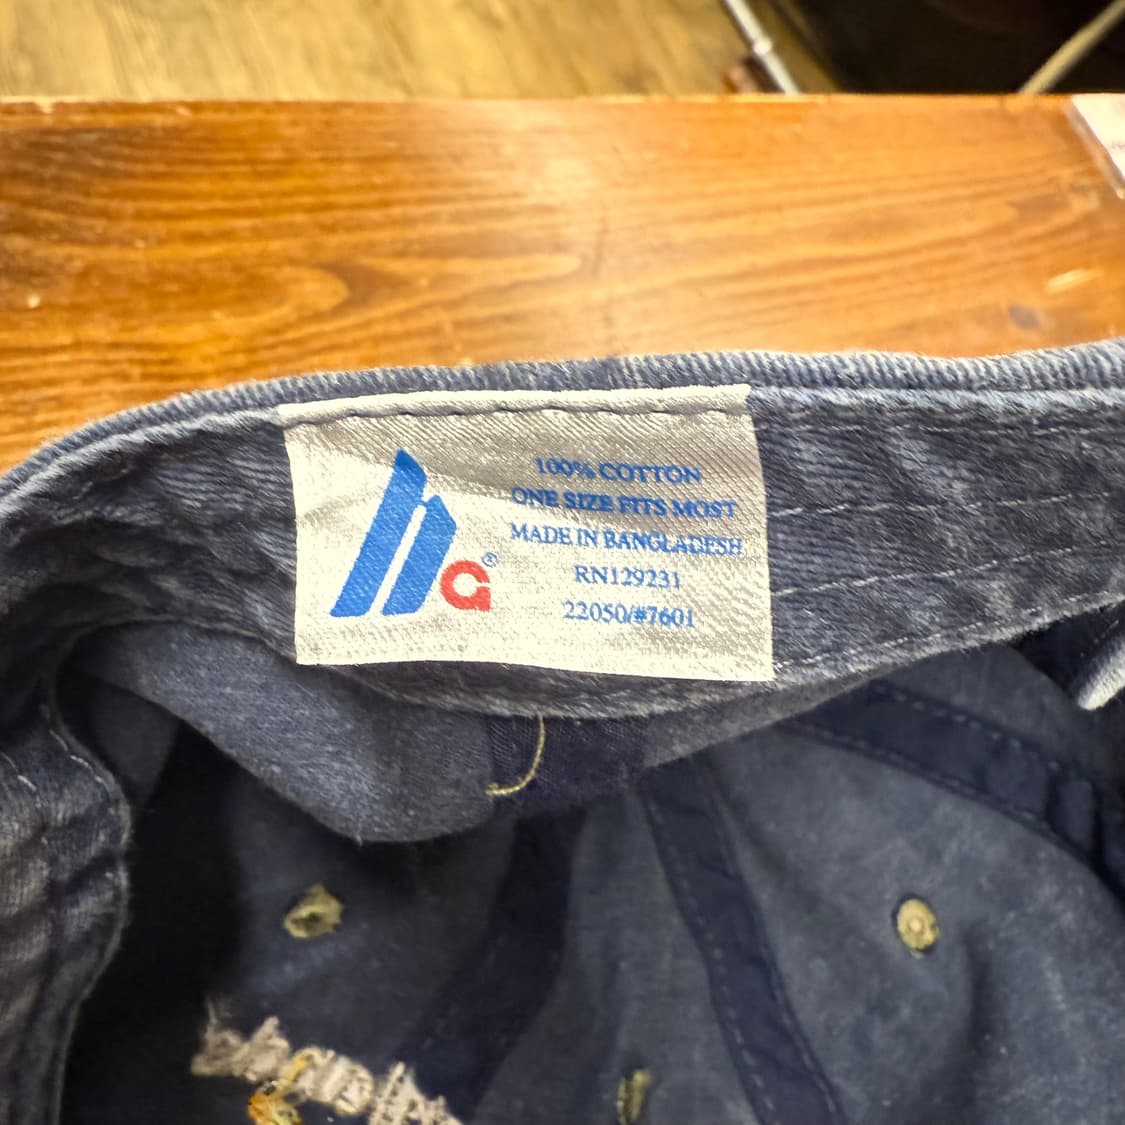 100% COTTON
ONE SIZE FITS MOST
MADE IN BANGLADESH
RN129231
22050/#7601
G®